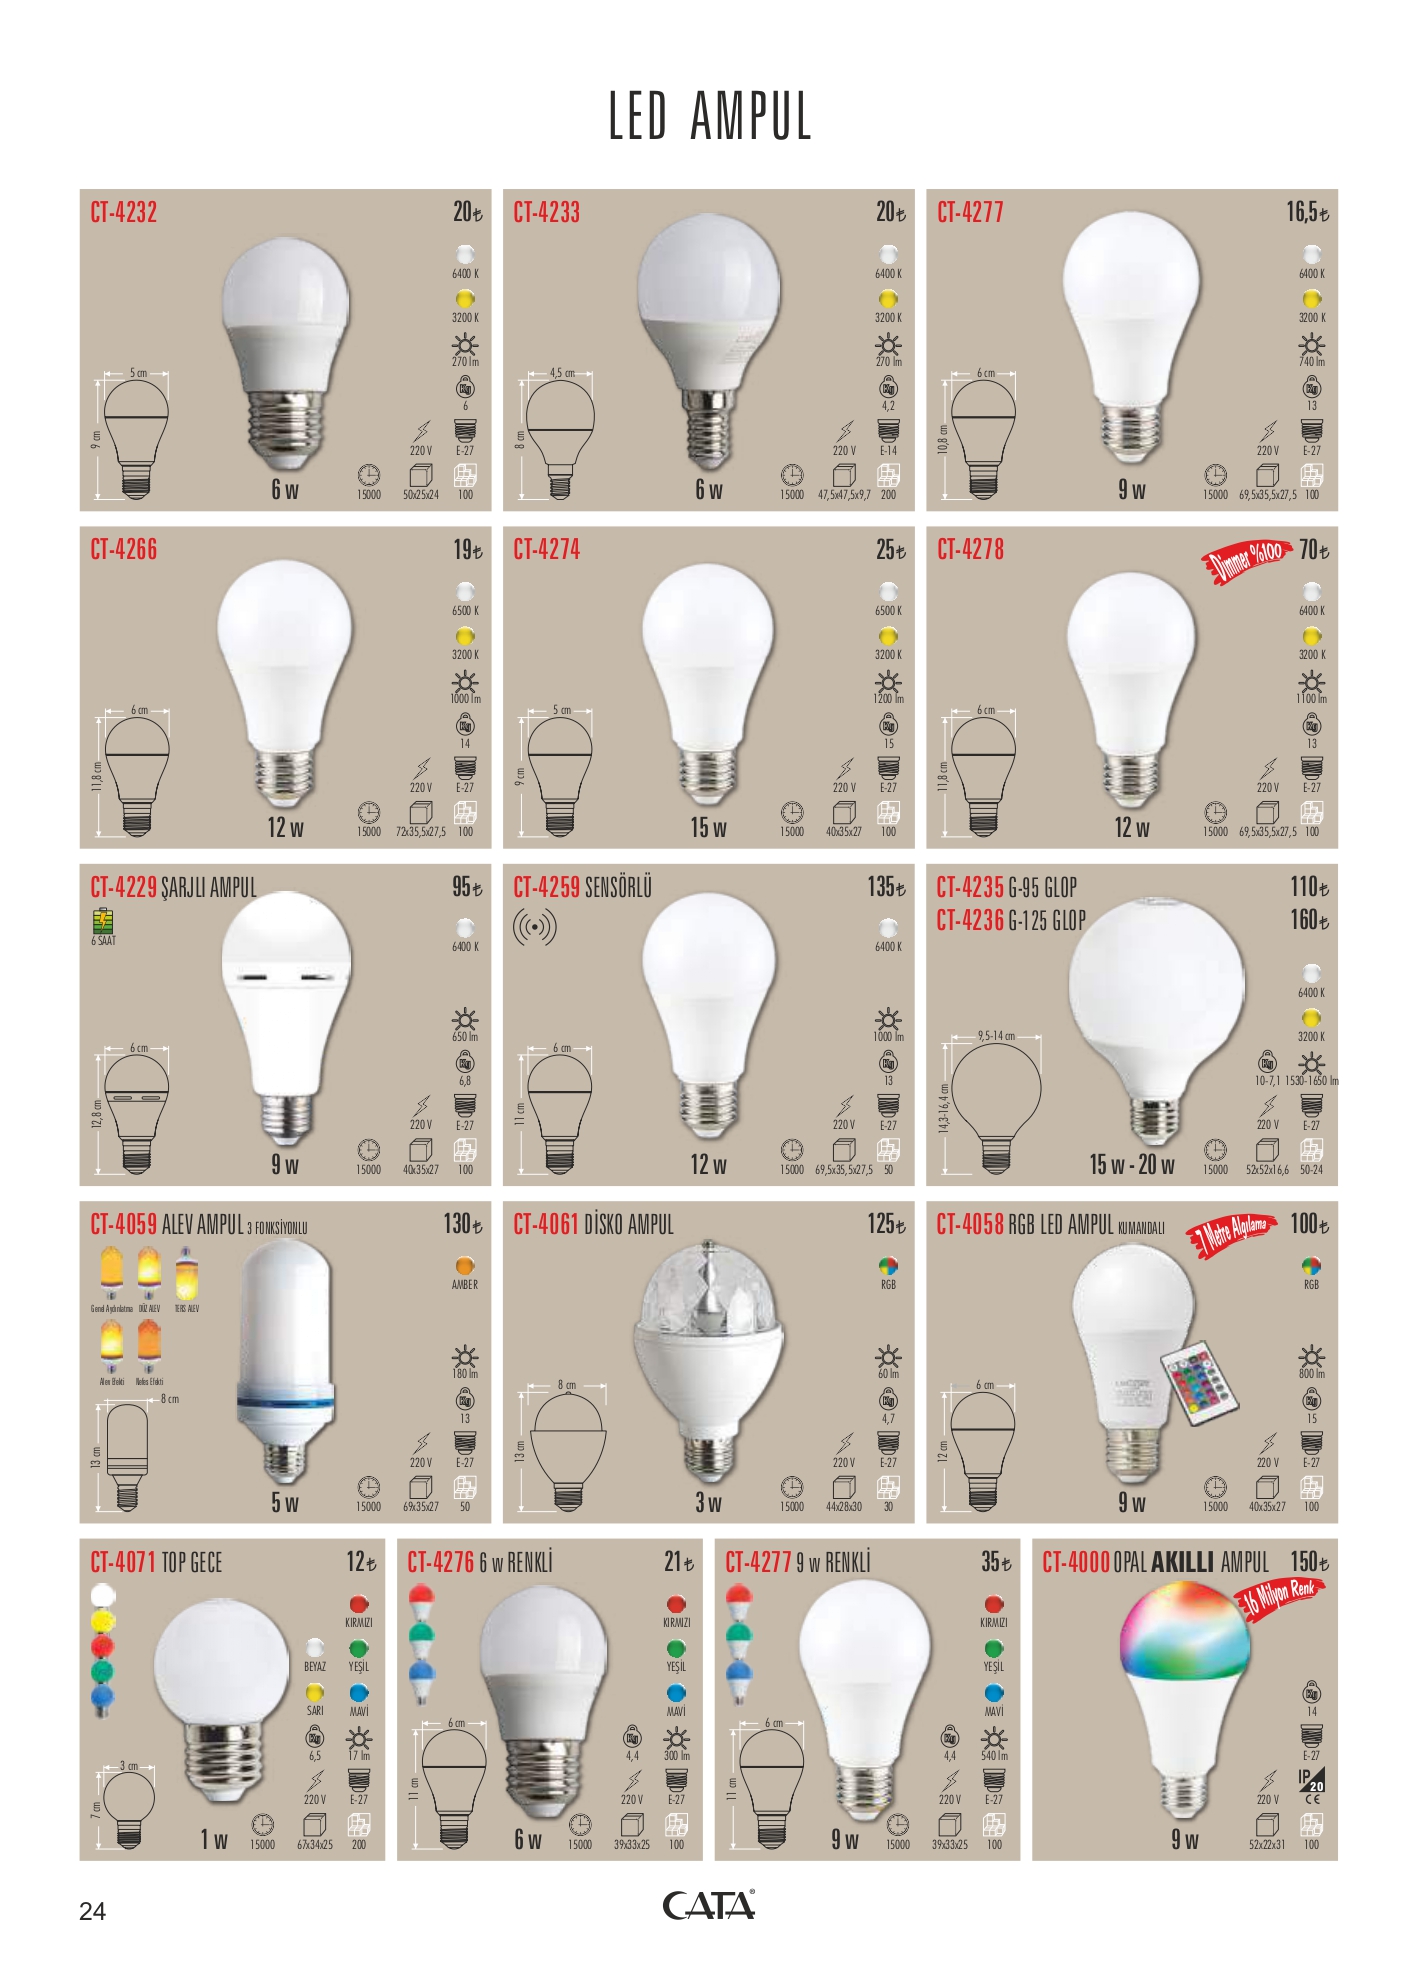 LED AMPUL
CT-4232 20₺
6400 K
3200 K
270 lm
6
5 cm
9 cm
220 V E-27
6 w 15000 50x25x24 100
CT-4233 20₺
6400 K
3200 K
270 lm
4,2
4,5 cm
8 cm
220 V E-14
6 w 15000 47,5x47,5x9,7 200
CT-4277 16,5₺
6400 K
3200 K
740 lm
13
6 cm
10,8 cm
220 V E-27
9 w 15000 69,5x35,5x27,5 100
CT-4266 19₺
6500 K
3200 K
1000 lm
14
6 cm
11,8 cm
220 V E-27
12 w 15000 72x35,5x27,5 100
CT-4274 25₺
6500 K
3200 K
1200 lm
15
5 cm
9 cm
220 V E-27
15 w 15000 40x35x27 100
CT-4278 Dimmer %100 70₺
6400 K
3200 K
1100 lm
13
6 cm
11,8 cm
220 V E-27
12 w 15000 69,5x35,5x27,5 100
CT-4229 ŞARJLI AMPUL 95₺
6 SAAT
6400 K
650 lm
6,8
6 cm
12,8 cm
220 V E-27
9 w 15000 40x35x27 100
CT-4259 SENSÖRLÜ 135₺
6400 K
1000 lm
13
6 cm
11 cm
220 V E-27
12 w 15000 69,5x35,5x27,5 50
CT-4235 G-95 GLOP 110₺
CT-4236 G-125 GLOP 160₺
6400 K
3200 K
9,5-14 cm
14,3-16,4 cm
10-7,1 1530-1650 lm
220 V E-27
15 w - 20 w 15000 52x52x16,6 50-24
CT-4059 ALEV AMPUL 3 FONKSİYONLU 130₺
AMBER
Genel Aydınlatma DÜZ ALEV TERS ALEV
Alev Efekti Nefes Efekti
180 lm
13
8 cm
13 cm
220 V E-27
5 w 15000 69x35x27 50
CT-4061 DİSKO AMPUL 125₺
RGB
60 lm
4,7
8 cm
13 cm
220 V E-27
3 w 15000 44x28x30 30
CT-4058 RGB LED AMPUL KUMANDALI 7 Metre Algılama 100₺
RGB
800 lm
15
6 cm
12 cm
220 V E-27
9 w 15000 40x35x27 100
CT-4071 TOP GECE 12₺
KIRMIZI
BEYAZ YEŞİL
SARI MAVİ
6,5 17 lm
3 cm
7 cm
220 V E-27
1 w 15000 67x34x25 200
CT-4276 6 w RENKLİ 21₺
KIRMIZI
YEŞİL
MAVİ
4,4 300 lm
6 cm
11 cm
220 V E-27
6 w 15000 39x33x25 100
CT-4277 9 w RENKLİ 35₺
KIRMIZI
YEŞİL
MAVİ
4,4 540 lm
6 cm
11 cm
220 V E-27
9 w 15000 39x33x25 100
CT-4000 OPAL AKILLI AMPUL 150₺
16 Milyon Renk
14
E-27
IP 20
CE
220 V
9 w 52x22x31 100
24
CATA®